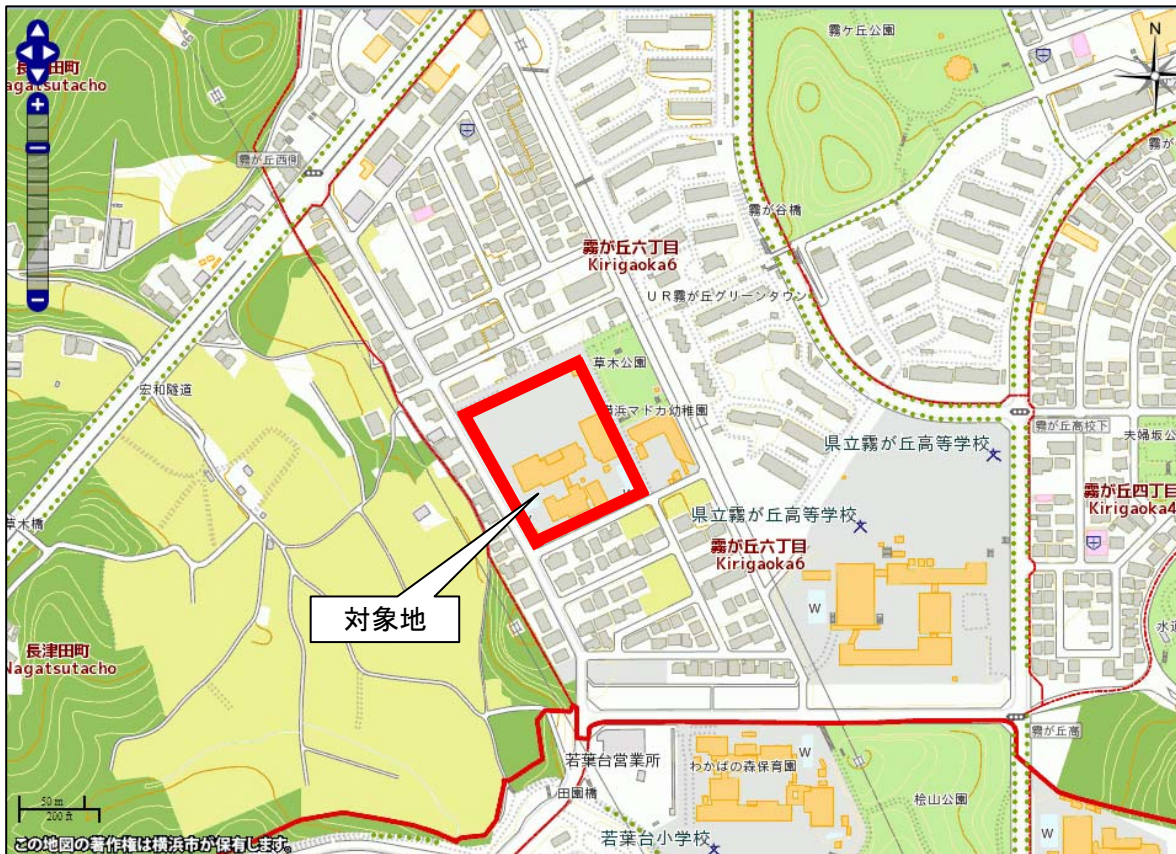 霧ケ丘公園
N
長津田町
Nagatsutacho
霧が丘西側
霧が谷橋
霧が丘六丁目
Kirigaoka6
UR霧が丘グリーンタウン
草木公園
宏和隧道
横浜マドカ幼稚園
霧が丘高校下
夫婦坂公
県立霧が丘高等学校
霧が丘四丁目
Kirigaoka4
県立霧が丘高等学校
草木橋
霧が丘六丁目
Kirigaoka6
W
対象地
W
長津田町
Nagatsutacho
霧が丘高
若葉台営業所
わかばの森保育園
W
田園橋
桧山公園
50 m
200 ft
若葉台小学校
W
この地図の著作権は横浜市が保有します。